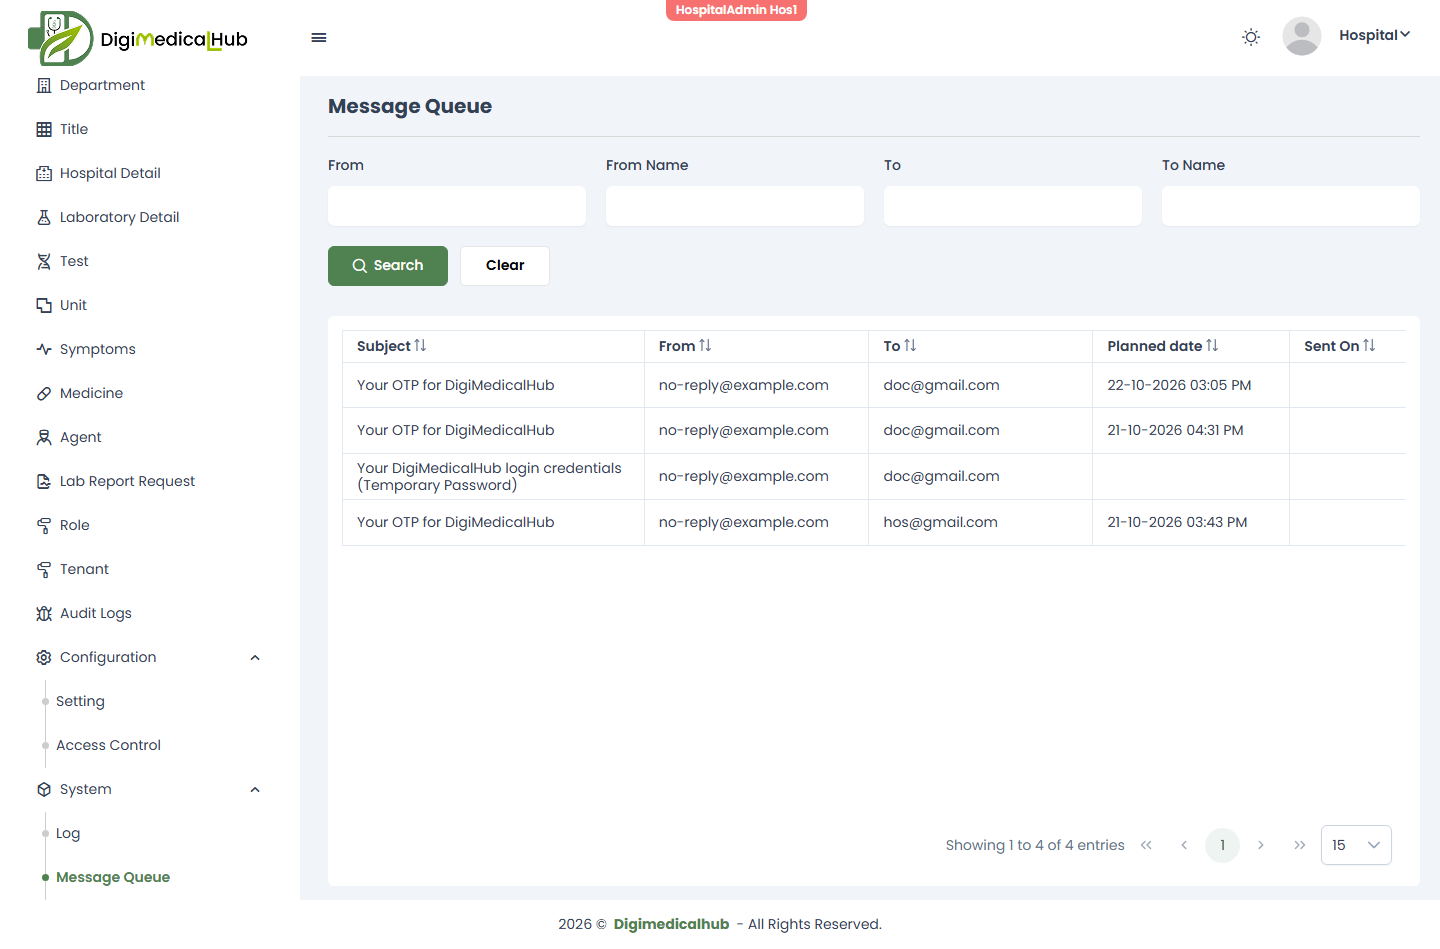 HospitalAdmin Hos1
DigiMedicalHub
Hospital
Department
Title
Hospital Detail
Laboratory Detail
Test
Unit
Symptoms
Medicine
Agent
Lab Report Request
Role
Tenant
Audit Logs
Configuration
Setting
Access Control
System
Log
Message Queue
Message Queue
From From Name To To Name
Search Clear
Subject From To Planned date Sent On
Your OTP for DigiMedicalHub no-reply@example.com doc@gmail.com 22-10-2026 03:05 PM
Your OTP for DigiMedicalHub no-reply@example.com doc@gmail.com 21-10-2026 04:31 PM
Your DigiMedicalHub login credentials
(Temporary Password) no-reply@example.com doc@gmail.com
Your OTP for DigiMedicalHub no-reply@example.com hos@gmail.com 21-10-2026 03:43 PM
Showing 1 to 4 of 4 entries « ‹ 1 › » 15
2026 © Digimedicalhub - All Rights Reserved.